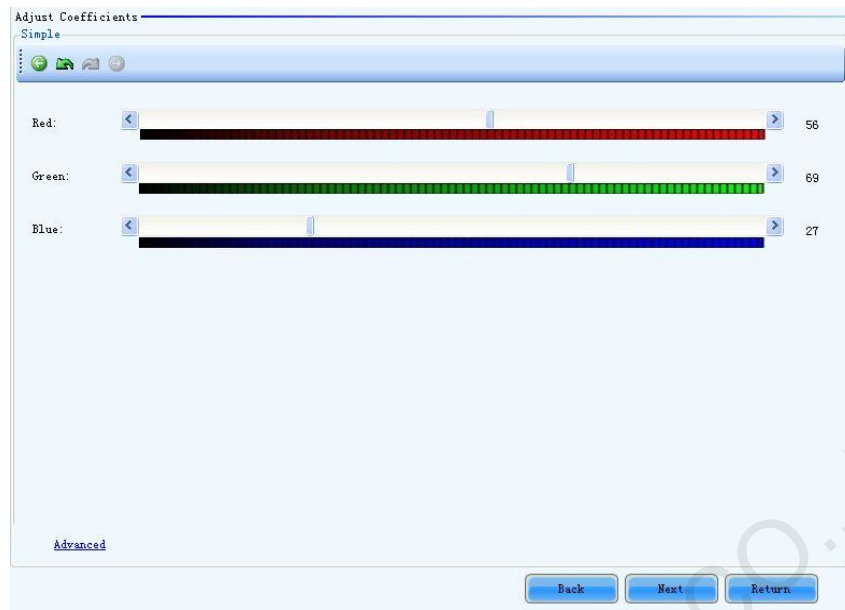 Adjust Coefficients
Simple
Red: 56
Green: 69
Blue: 27
Advanced
Back Next Return